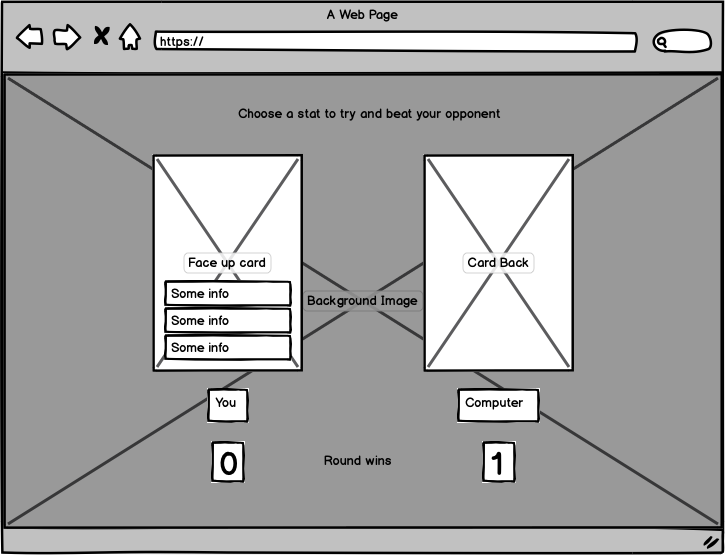 A Web Page
https://
Choose a stat to try and beat your opponent
Face up card
Card Back
Some info
Background Image
Some info
Some info
You
Computer
0
Round wins
1